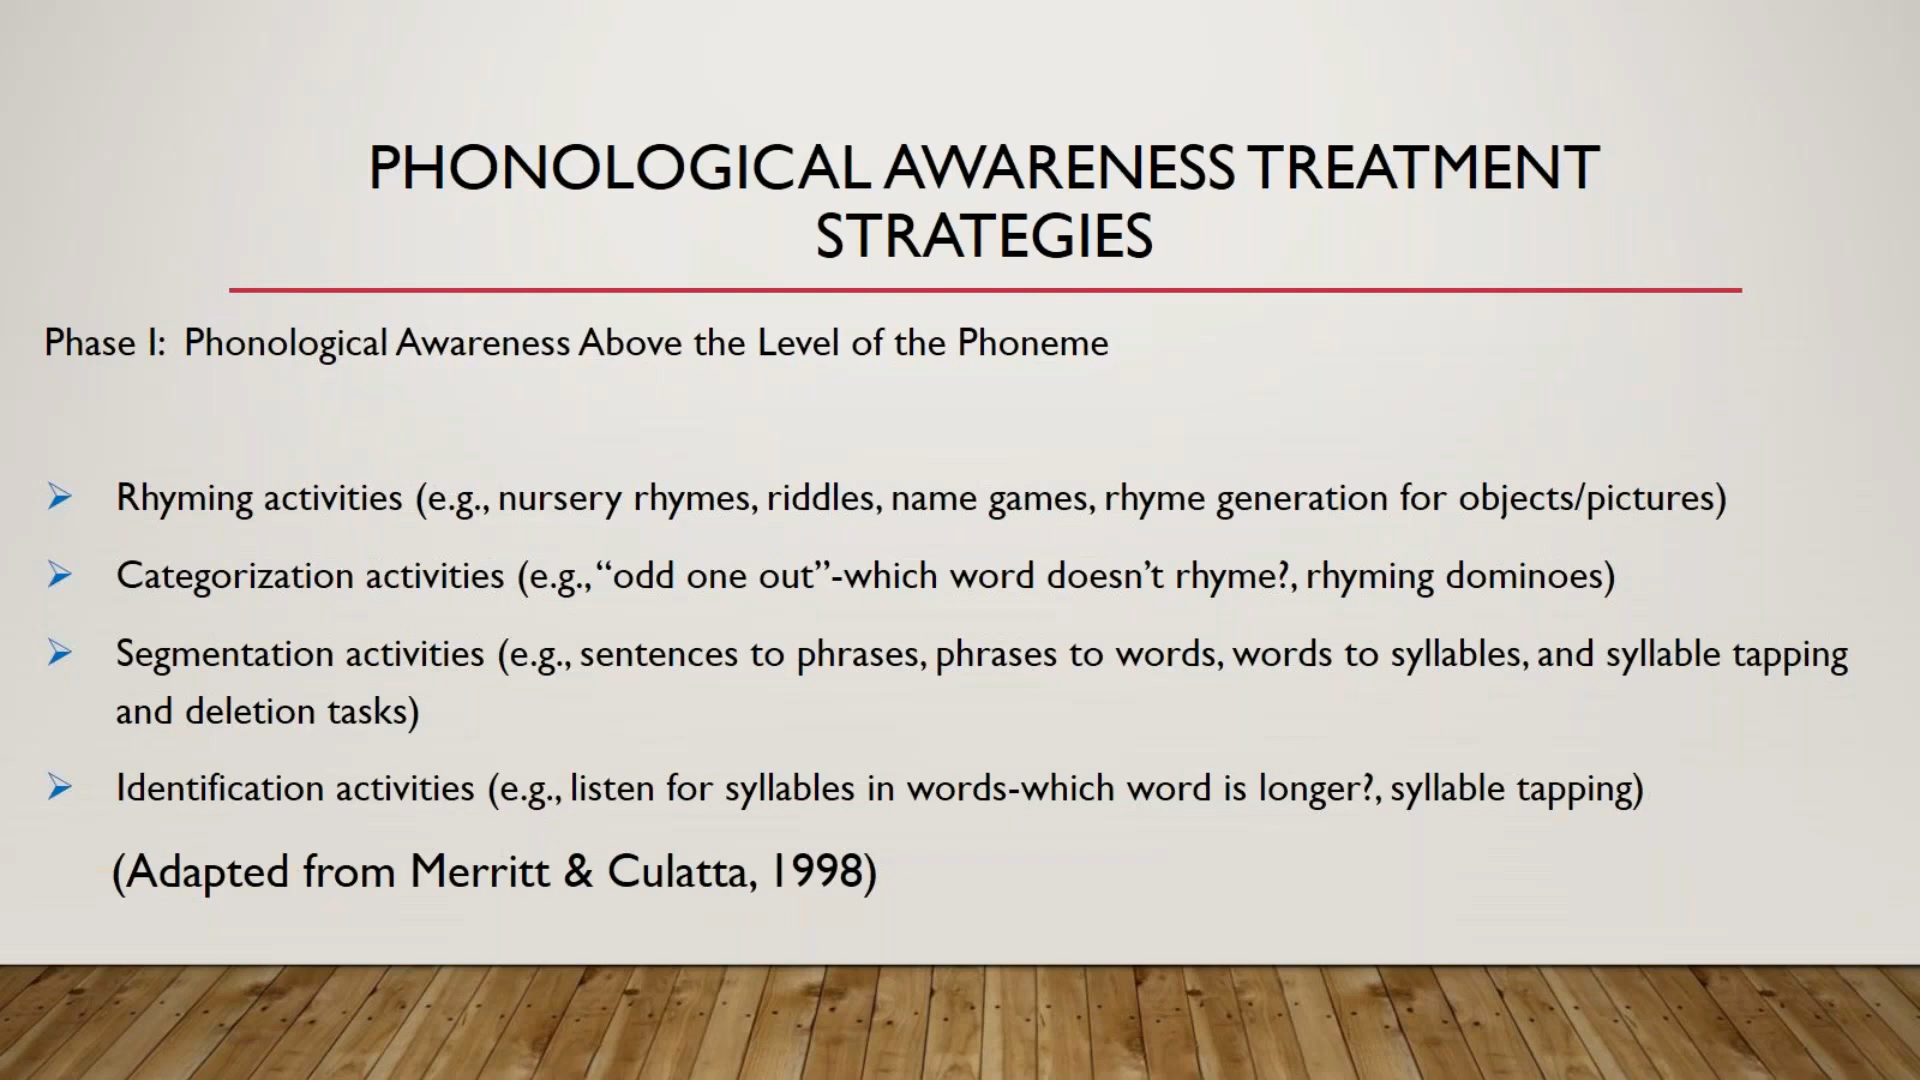 PHONOLOGICAL AWARENESS TREATMENT
STRATEGIES
Phase I: Phonological Awareness Above the Level of the Phoneme
Rhyming activities (e.g., nursery rhymes, riddles, name games, rhyme generation for objects/pictures)
Categorization activities (e.g., “odd one out”-which word doesn’t rhyme?, rhyming dominoes)
Segmentation activities (e.g., sentences to phrases, phrases to words, words to syllables, and syllable tapping
and deletion tasks)
Identification activities (e.g., listen for syllables in words-which word is longer?, syllable tapping)
(Adapted from Merritt & Culatta, 1998)